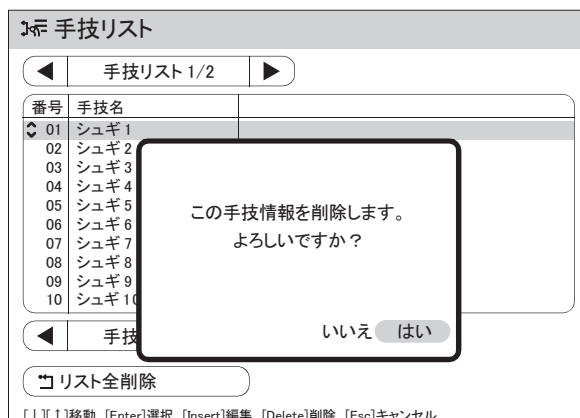 手技リスト
手技リスト 1/2
番号 手技名
01 シュギ 1
02 シュギ 2
03 シュギ 3
04 シュギ 4
05 シュギ 5
06 シュギ 6
07 シュギ 7
08 シュギ 8
09 シュギ 9
10 シュギ 10
この手技情報を削除します。
よろしいですか？
いいえ はい
手技
リスト全削除
[↓][↑]移動 [Enter]選択 [Insert]編集 [Delete]削除 [Esc]キャンセル